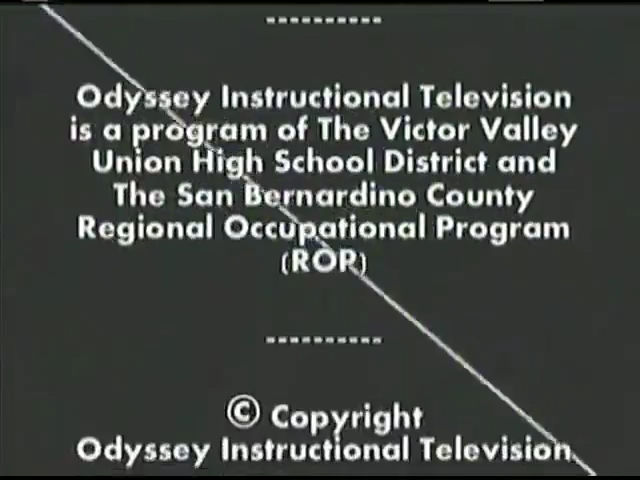 ----------
Odyssey Instructional Television
is a program of The Victor Valley
Union High School District and
The San Bernardino County
Regional Occupational Program
(ROP)
----------
© Copyright
Odyssey Instructional Television